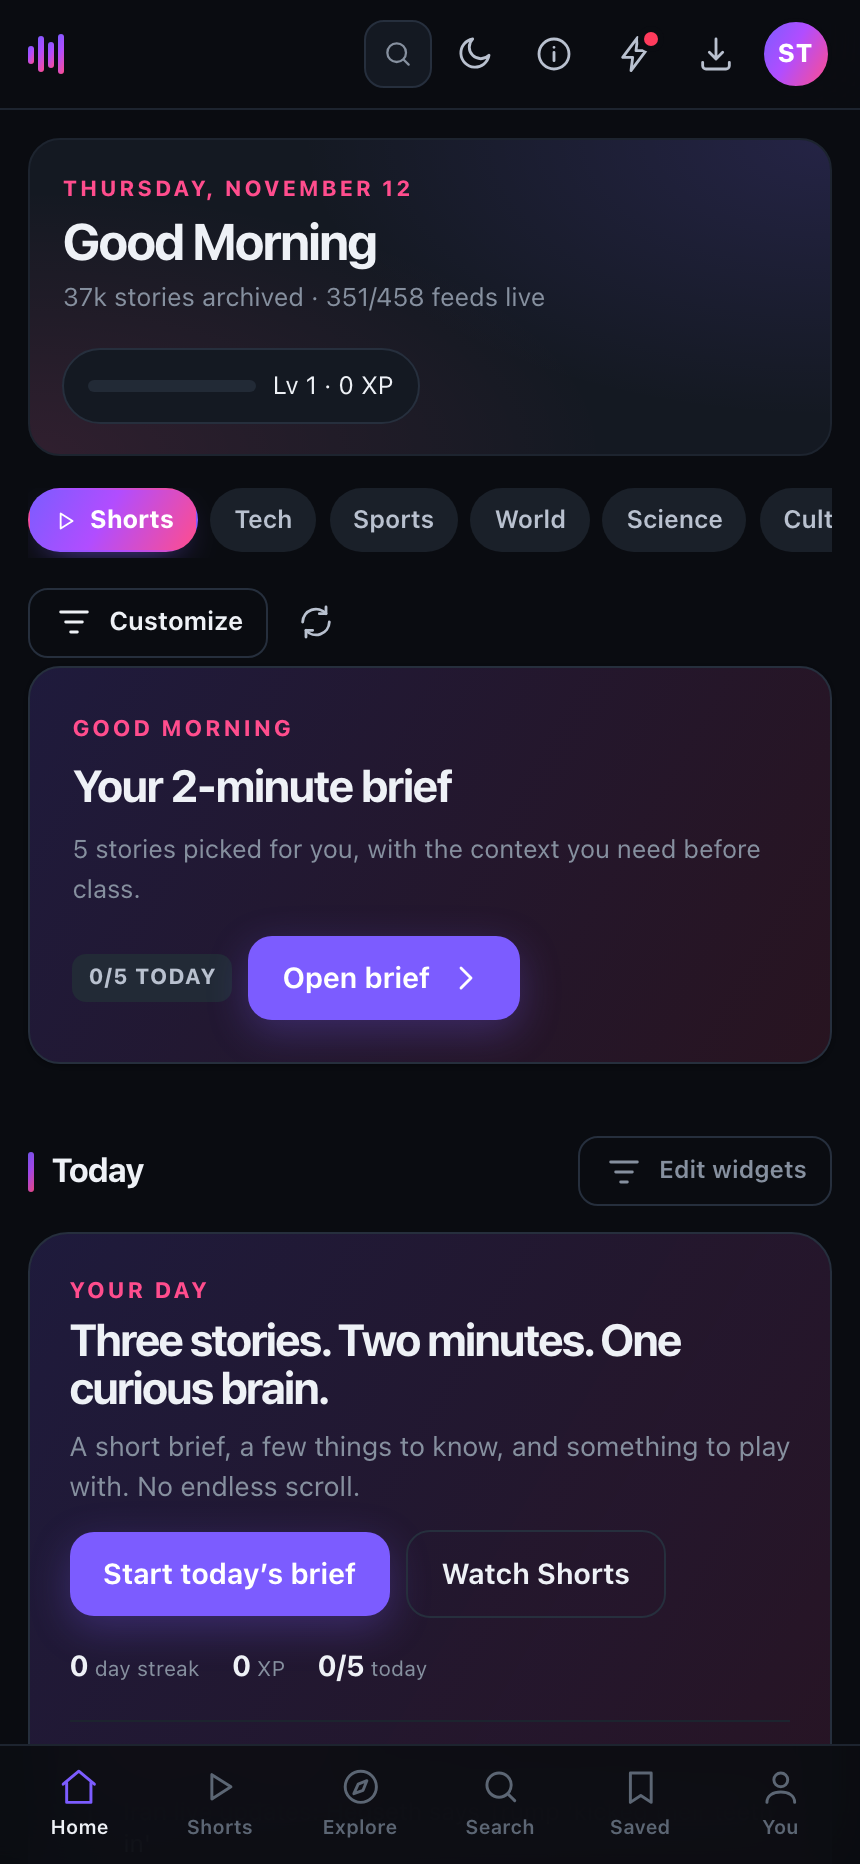 ST
THURSDAY, NOVEMBER 12
Good Morning
37k stories archived · 351/458 feeds live
Lv 1 · 0 XP
Shorts Tech Sports World Science Cult
Customize
GOOD MORNING
Your 2-minute brief
5 stories picked for you, with the context you need before
class.
0/5 TODAY Open brief
Today Edit widgets
YOUR DAY
Three stories. Two minutes. One
curious brain.
A short brief, a few things to know, and something to play
with. No endless scroll.
Start today’s brief Watch Shorts
0 day streak 0 XP 0/5 today
Home Shorts Explore Search Saved You